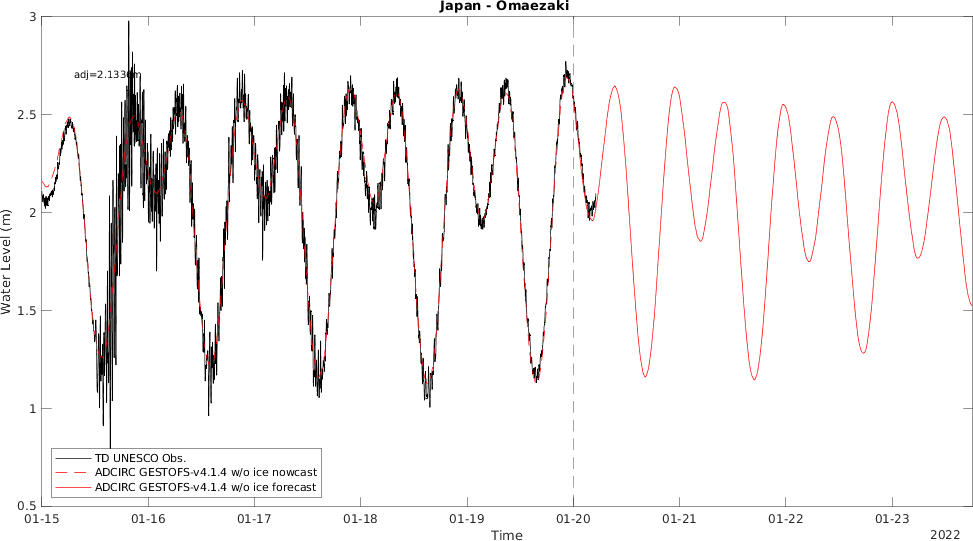 Japan - Omaezaki
adj=2.1336m
3
2.5
2
1.5
1
0.5
Water Level (m)
TD UNESCO Obs.
ADCIRC GESTOFS-v4.1.4 w/o ice nowcast
ADCIRC GESTOFS-v4.1.4 w/o ice forecast
01-15 01-16 01-17 01-18 01-19 01-20 01-21 01-22 01-23
Time
2022